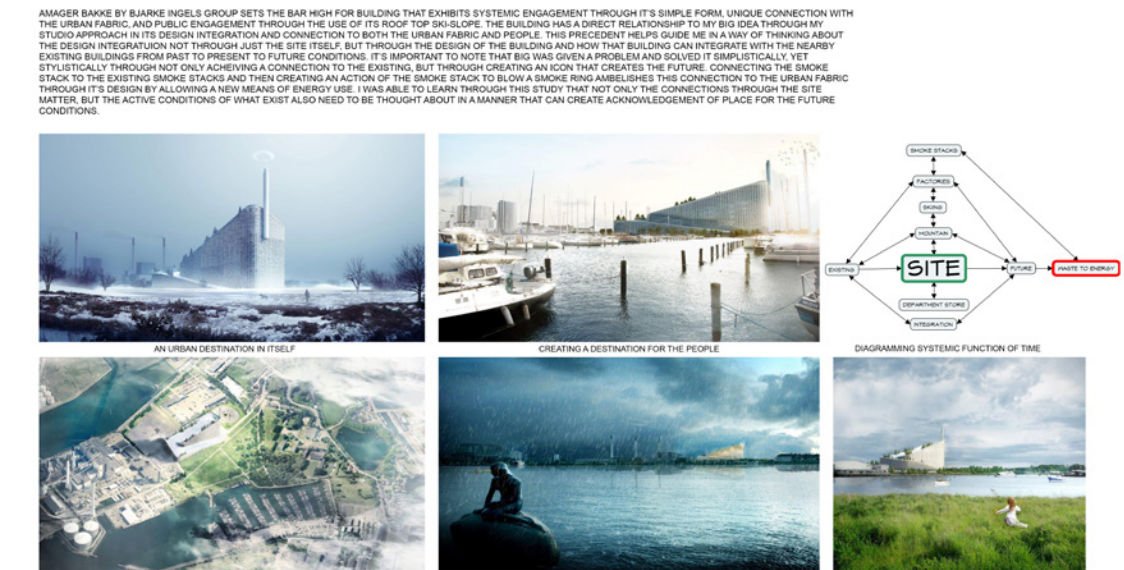 AMAGER BAKKE BY BJARKE INGELS GROUP SETS THE BAR HIGH FOR BUILDING THAT EXHIBITS SYSTEMIC ENGAGEMENT THROUGH IT'S SIMPLE FORM, UNIQUE CONNECTION WITH
THE URBAN FABRIC, AND PUBLIC ENGAGEMENT THROUGH THE USE OF ITS ROOF TOP SKI-SLOPE. THE BUILDING HAS A DIRECT RELATIONSHIP TO MY BIG IDEA THROUGH MY
STUDIO APPROACH IN ITS DESIGN INTEGRATION AND CONNECTION TO BOTH THE URBAN FABRIC AND PEOPLE. THIS PRECEDENT HELPS GUIDE ME IN A WAY OF THINKING ABOUT
THE DESIGN INTEGRATUION NOT THROUGH JUST THE SITE ITSELF, BUT THROUGH THE DESIGN OF THE BUILDING AND HOW THAT BUILDING CAN INTEGRATE WITH THE NEARBY
EXISTING BUILDINGS FROM PAST TO PRESENT TO FUTURE CONDITIONS. IT'S IMPORTANT TO NOTE THAT BIG WAS GIVEN A PROBLEM AND SOLVED IT SIMPLISTICALLY, YET
STYLISTICALLY THROUGH NOT ONLY ACHEIVING A CONNECTION TO THE EXISTING, BUT THROUGH CREATING AN ICON THAT CREATES THE FUTURE. CONNECTING THE SMOKE
STACK TO THE EXISTING SMOKE STACKS AND THEN CREATING AN ACTION OF THE SMOKE STACK TO BLOW A SMOKE RING AMBELISHES THIS CONNECTION TO THE URBAN FABRIC
THROUGH IT'S DESIGN BY ALLOWING A NEW MEANS OF ENERGY USE. I WAS ABLE TO LEARN THROUGH THIS STUDY THAT NOT ONLY THE CONNECTIONS THROUGH THE SITE
MATTER, BUT THE ACTIVE CONDITIONS OF WHAT EXIST ALSO NEED TO BE THOUGHT ABOUT IN A MANNER THAT CAN CREATE ACKNOWLEDGEMENT OF PLACE FOR THE FUTURE
CONDITIONS.
SMOKE STACKS
FACTORIES
SKIING
MOUNTAIN
EXISTING
SITE
FUTURE
WASTE TO ENERGY
DEPARTMENT STORE
INTEGRATION
AN URBAN DESTINATION IN ITSELF
CREATING A DESTINATION FOR THE PEOPLE
DIAGRAMMING SYSTEMIC FUNCTION OF TIME